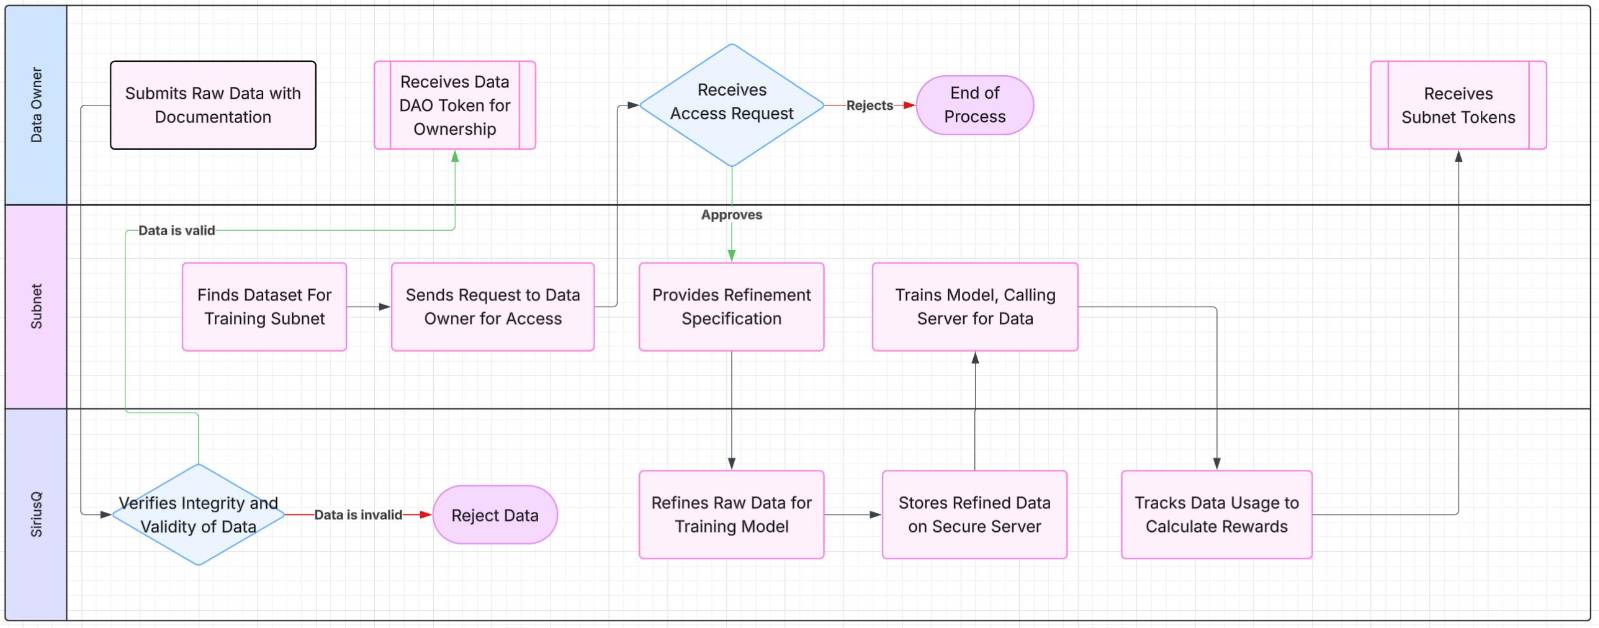 Data Owner
Submits Raw Data with
Documentation
Receives Data
DAO Token for
Ownership
Receives
Access Request
Rejects
End of
Process
Receives
Subnet Tokens
Subnet
Data is valid
Approves
Finds Dataset For
Training Subnet
Sends Request to Data
Owner for Access
Provides Refinement
Specification
Trains Model, Calling
Server for Data
SiriusQ
Verifies Integrity and
Validity of Data
Data is invalid
Reject Data
Refines Raw Data for
Training Model
Stores Refined Data
on Secure Server
Tracks Data Usage to
Calculate Rewards